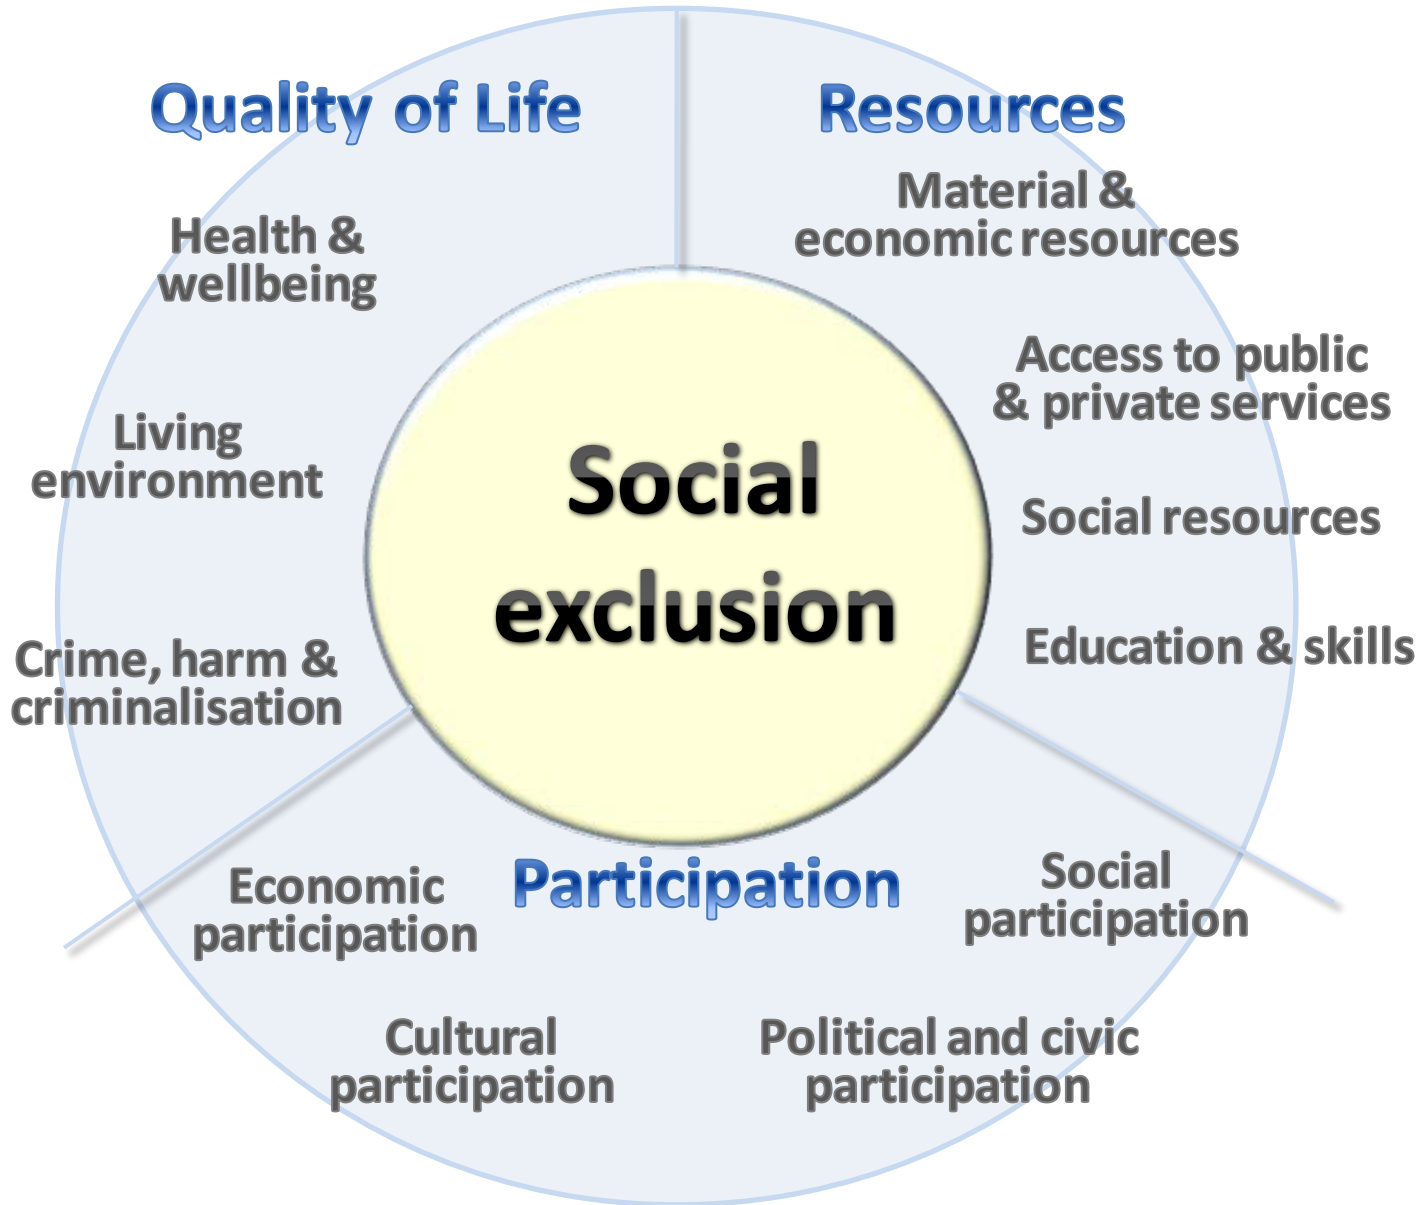 Quality of Life
Health &
wellbeing
Living
environment
Crime, harm &
criminalisation
Resources
Material &
economic resources
Access to public
& private services
Social resources
Education & skills
Social
exclusion
Participation
Economic
participation
Cultural
participation
Political and civic
participation
Social
participation